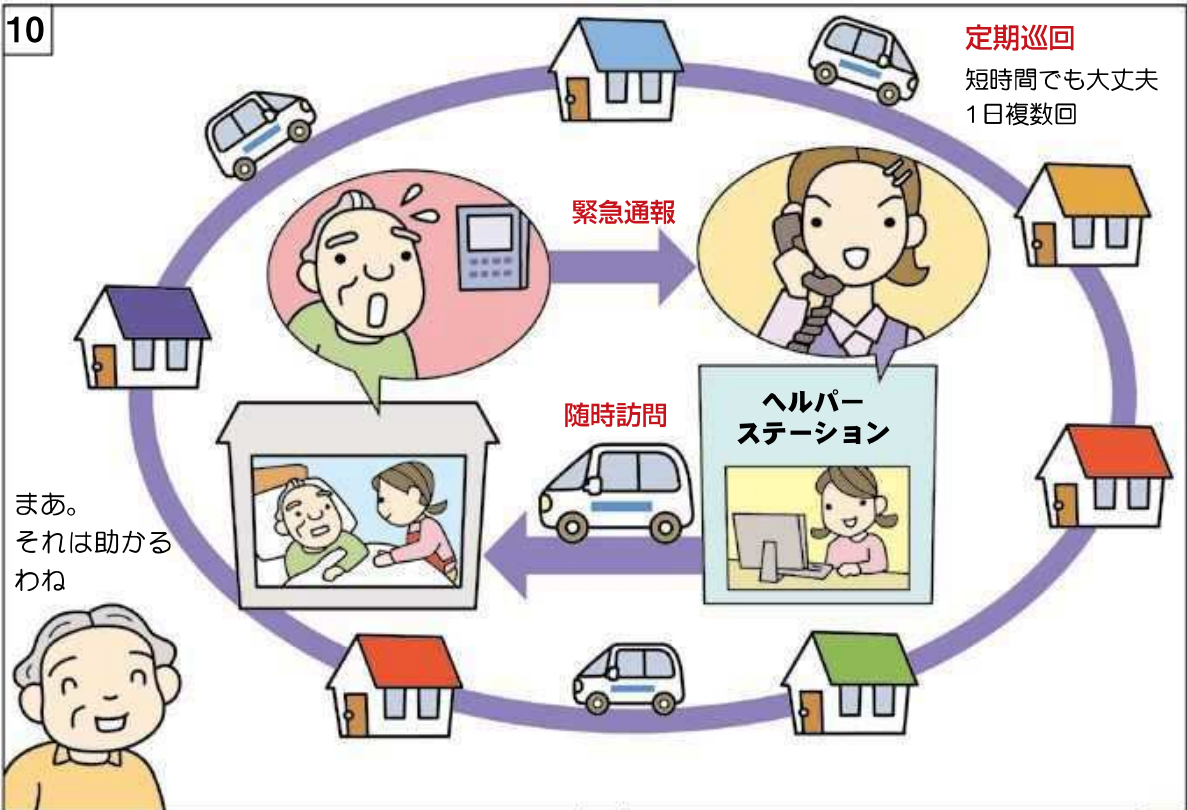 10
定期巡回
短時間でも大丈夫
1日複数回
緊急通報
随時訪問
ヘルパー
ステーション
まあ。
それは助かる
わね